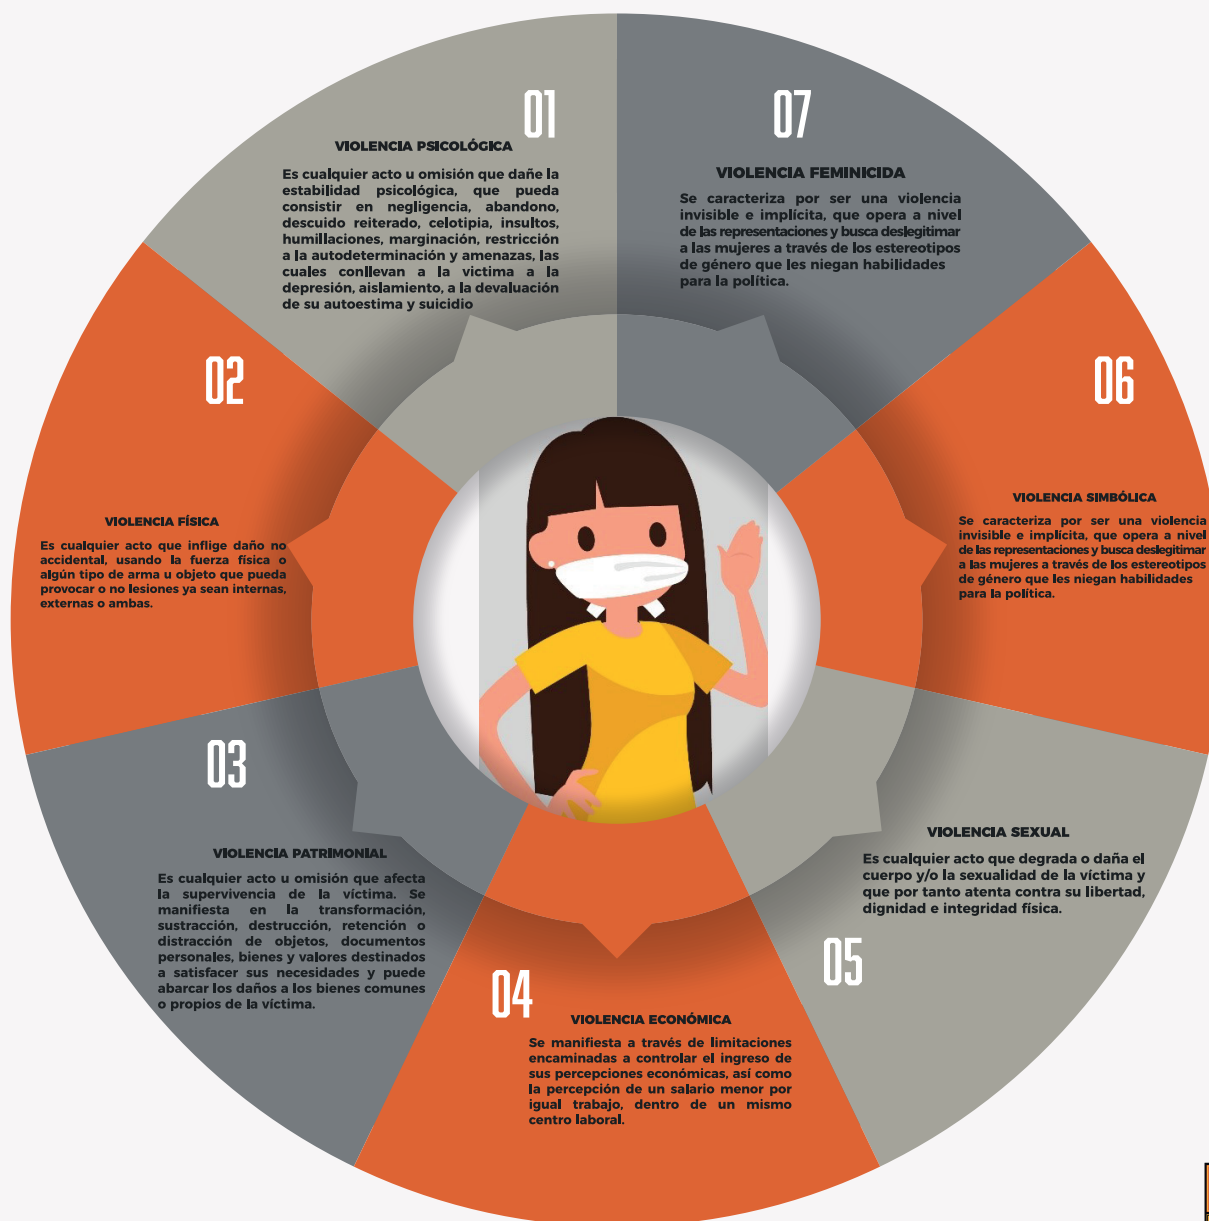 01
VIOLENCIA PSICOLÓGICA
Es cualquier acto u omisión que dañe la
estabilidad psicológica, que pueda
consistir en negligencia, abandono,
descuido reiterado, celotipia, insultos,
humillaciones, marginación, restricción
a la autodeterminación y amenazas, las
cuales conllevan a la victima a la
depresión, aislamiento, a la devaluación
de su autoestima y suicidio
02
VIOLENCIA FÍSICA
Es cualquier acto que inflige daño no
accidental, usando la fuerza física o
algún tipo de arma u objeto que pueda
provocar o no lesiones ya sean internas,
externas o ambas.
03
VIOLENCIA PATRIMONIAL
Es cualquier acto u omisión que afecta
la supervivencia de la víctima. Se
manifiesta en la transformación,
sustracción, destrucción, retención o
distracción de objetos, documentos
personales, bienes y valores destinados
a satisfacer sus necesidades y puede
abarcar los daños a los bienes comunes
o propios de la víctima.
04
VIOLENCIA ECONÓMICA
Se manifiesta a través de limitaciones
encaminadas a controlar el ingreso de
sus percepciones económicas, así como
la percepción de un salario menor por
igual trabajo, dentro de un mismo
centro laboral.
05
VIOLENCIA SEXUAL
Es cualquier acto que degrada o daña el
cuerpo y/o la sexualidad de la víctima y
que por tanto atenta contra su libertad,
dignidad e integridad física.
06
VIOLENCIA SIMBÓLICA
Se caracteriza por ser una violencia
invisible e implícita, que opera a nivel
de las representaciones y busca deslegitimar
a las mujeres a través de los estereotipos
de género que les niegan habilidades
para la política.
07
VIOLENCIA FEMINICIDA
Se caracteriza por ser una violencia
invisible e implícita, que opera a nivel
de las representaciones y busca deslegitimar
a las mujeres a través de los estereotipos
de género que les niegan habilidades
para la política.